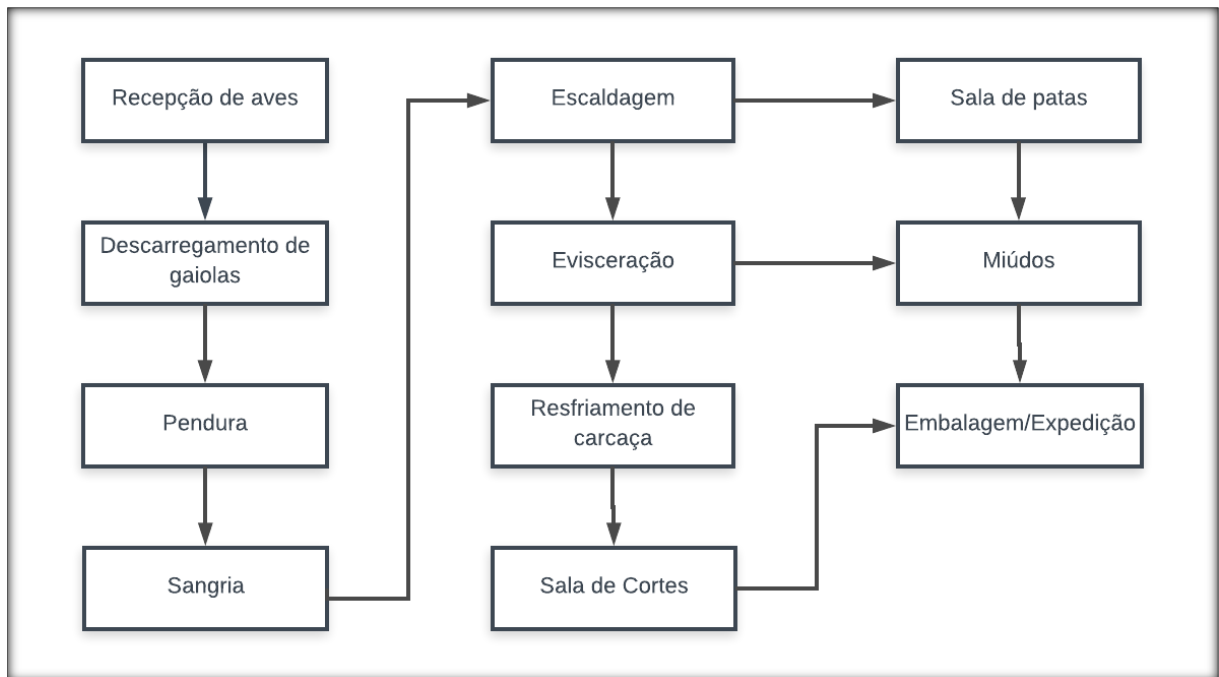 Recepção de aves
Descarregamento de
gaiolas
Pendura
Sangria
Escaldagem
Evisceração
Resfriamento de
carcaça
Sala de Cortes
Sala de patas
Miúdos
Embalagem/Expedição